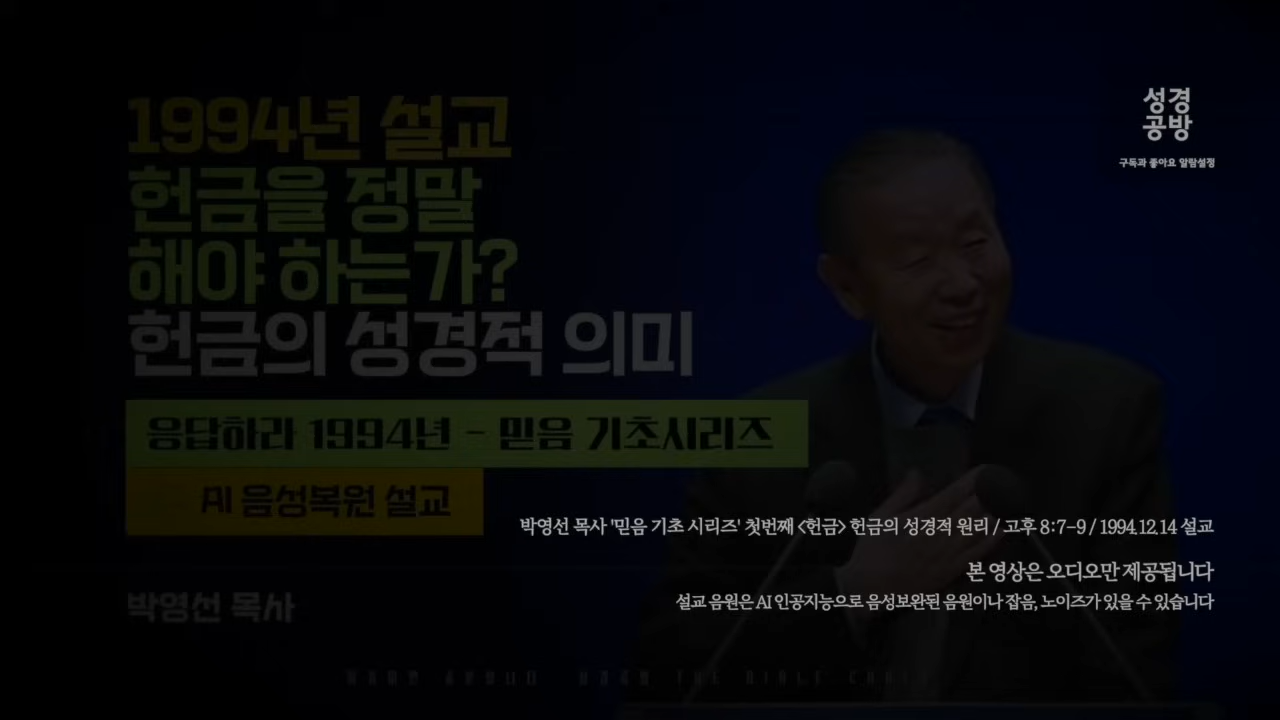 1994년 설교
헌금을 정말
해야 하는가?
헌금의 성경적 의미
응답하라 1994년 - 믿음 기초시리즈
AI 음성복원 설교
박영선 목사
성경
공방
구독과 좋아요 알람설정
박영선 목사 '믿음 기초 시리즈' 첫번째 <헌금> 헌금의 성경적 원리 / 고후 8:7-9 / 1994.12.14 설교
본 영상은 오디오만 제공됩니다
설교 음원은 AI 인공지능으로 음성보완된 음원이나 잡음, 노이즈가 있을 수 있습니다
THE BIBLE